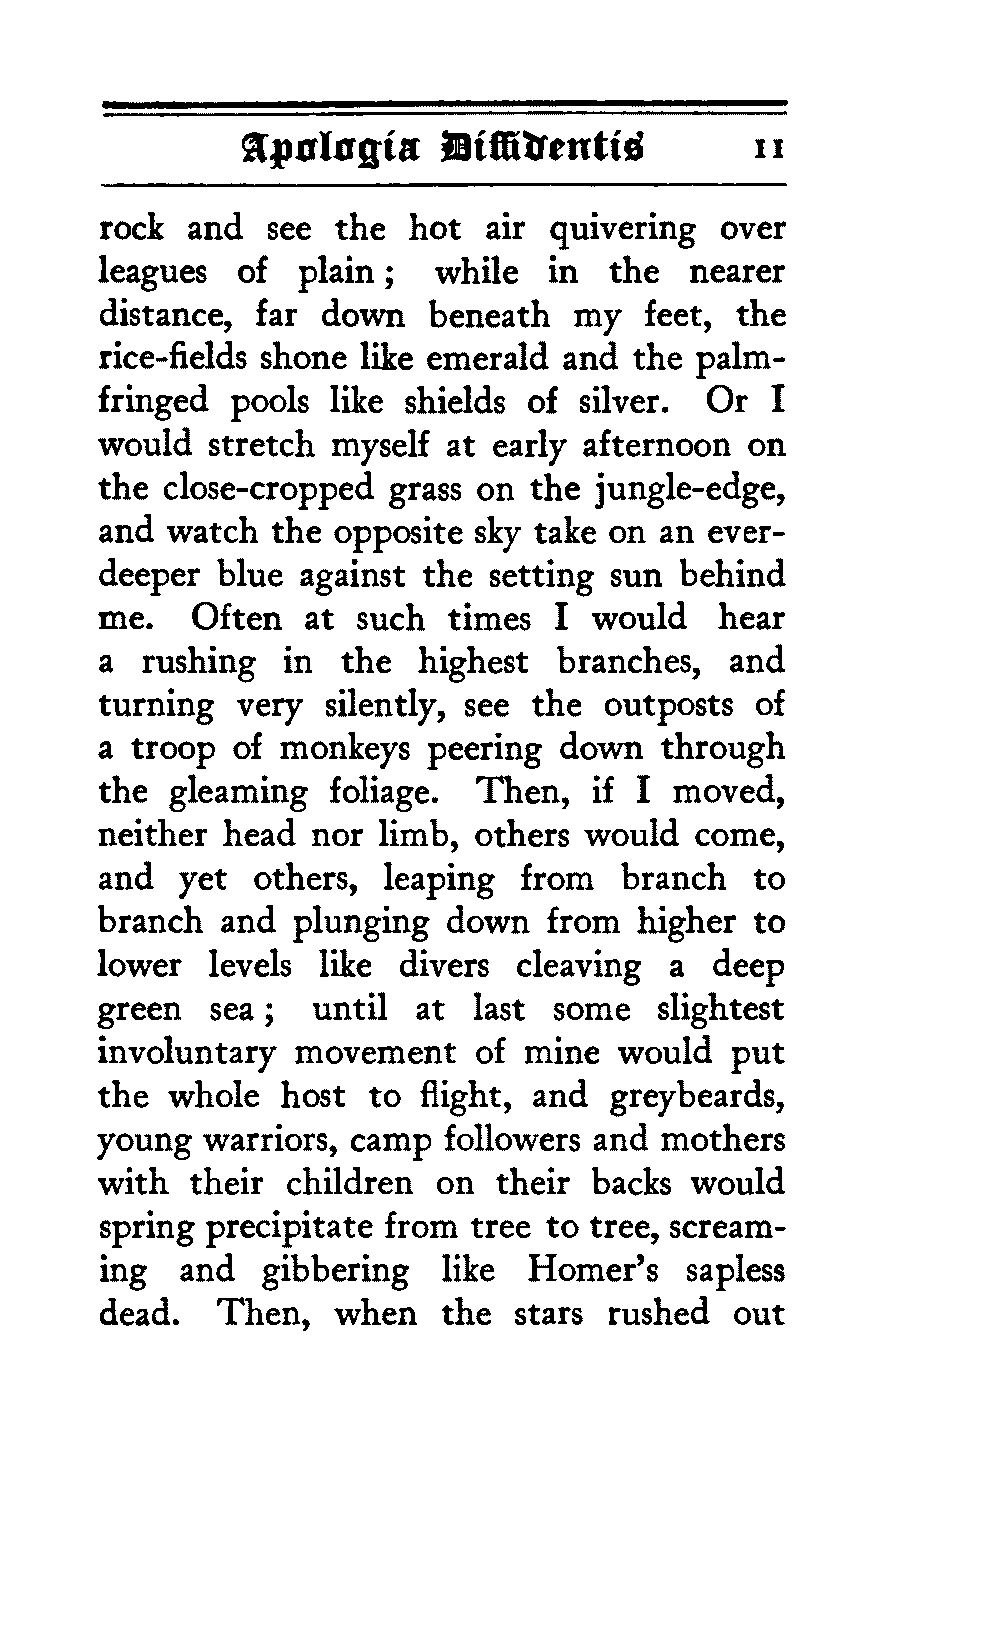 Apologia Diffidentis 11
rock and see the hot air quivering over
leagues of plain ; while in the nearer
distance, far down beneath my feet, the
rice-fields shone like emerald and the palm-
fringed pools like shields of silver. Or I
would stretch myself at early afternoon on
the close-cropped grass on the jungle-edge,
and watch the opposite sky take on an ever-
deeper blue against the setting sun behind
me. Often at such times I would hear
a rushing in the highest branches, and
turning very silently, see the outposts of
a troop of monkeys peering down through
the gleaming foliage. Then, if I moved,
neither head nor limb, others would come,
and yet others, leaping from branch to
branch and plunging down from higher to
lower levels like divers cleaving a deep
green sea ; until at last some slightest
involuntary movement of mine would put
the whole host to flight, and greybeards,
young warriors, camp followers and mothers
with their children on their backs would
spring precipitate from tree to tree, scream-
ing and gibbering like Homer's sapless
dead. Then, when the stars rushed out